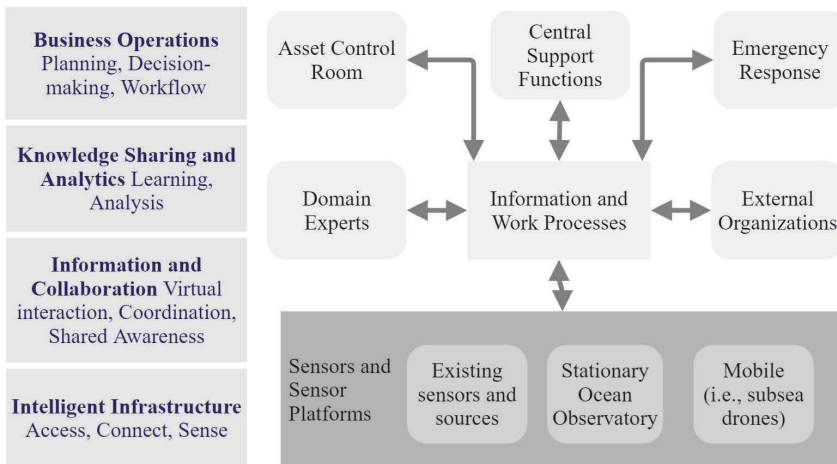 Business Operations
Planning, Decision-
making, Workflow
Knowledge Sharing and
Analytics Learning,
Analysis
Information and
Collaboration Virtual
interaction, Coordination,
Shared Awareness
Intelligent Infrastructure
Access, Connect, Sense
Asset Control
Room
Central
Support
Functions
Emergency
Response
Domain
Experts
Information and
Work Processes
External
Organizations
Sensors and
Sensor
Platforms
Existing
sensors and
sources
Stationary
Ocean
Observatory
Mobile
(i.e., subsea
drones)